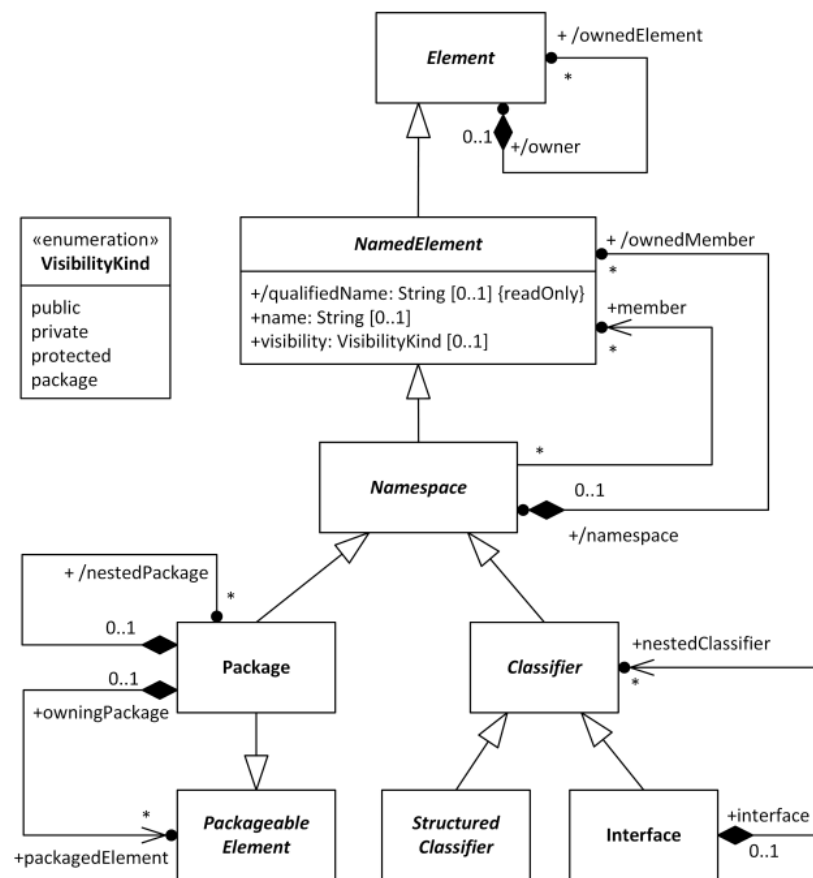 + /ownedElement
Element
*
0..1
+/owner
«enumeration»
VisibilityKind
public
private
protected
package
NamedElement
+/qualifiedName: String [0..1] {readOnly}
+name: String [0..1]
+visibility: VisibilityKind [0..1]
+ /ownedMember
*
+member
*
Namespace
*
0..1
+/namespace
+ /nestedPackage
*
0..1
Package
0..1
+owningPackage
Classifier
+nestedClassifier
*
*
+packagedElement
Packageable
Element
Structured
Classifier
Interface
+interface
0..1